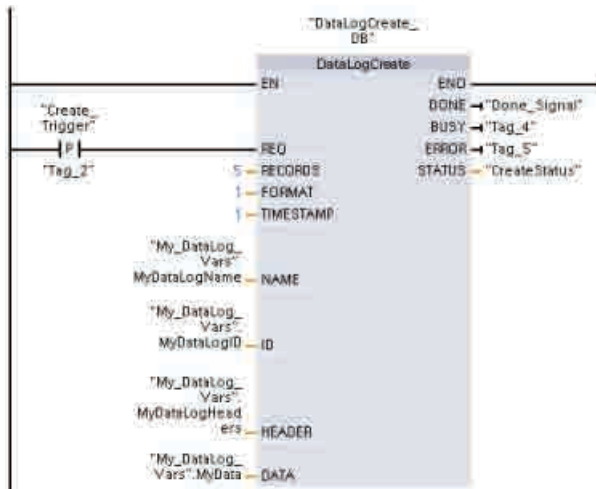 "DataLogCreate_
DB"
DataLogCreate
EN
ENO
DONE
"Done_Signal"
BUSY
"Tag_4"
"Create_
Trigger"
P
"Tag_2"
REQ
ERROR
"Tag_5"
5
RECORDS
STATUS
"CreateStatus"
1
FORMAT
1
TIMESTAMP
"My_DataLog_
Vars".
MyDataLogName
NAME
"My_DataLog_
Vars".
MyDataLogID
ID
"My_DataLog_
Vars".
MyDataLogHead
ers
HEADER
"My_DataLog_
Vars".MyData
DATA